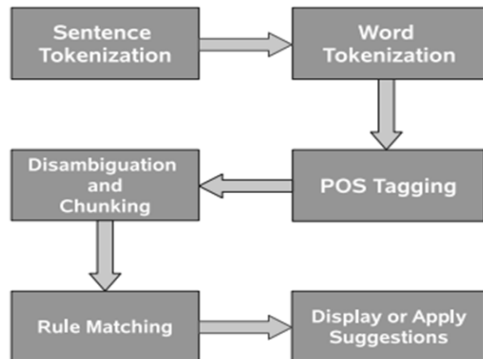 Sentence
Tokenization
Word
Tokenization
Disambiguation
and
Chunking
POS Tagging
Rule Matching
Display or Apply
Suggestions